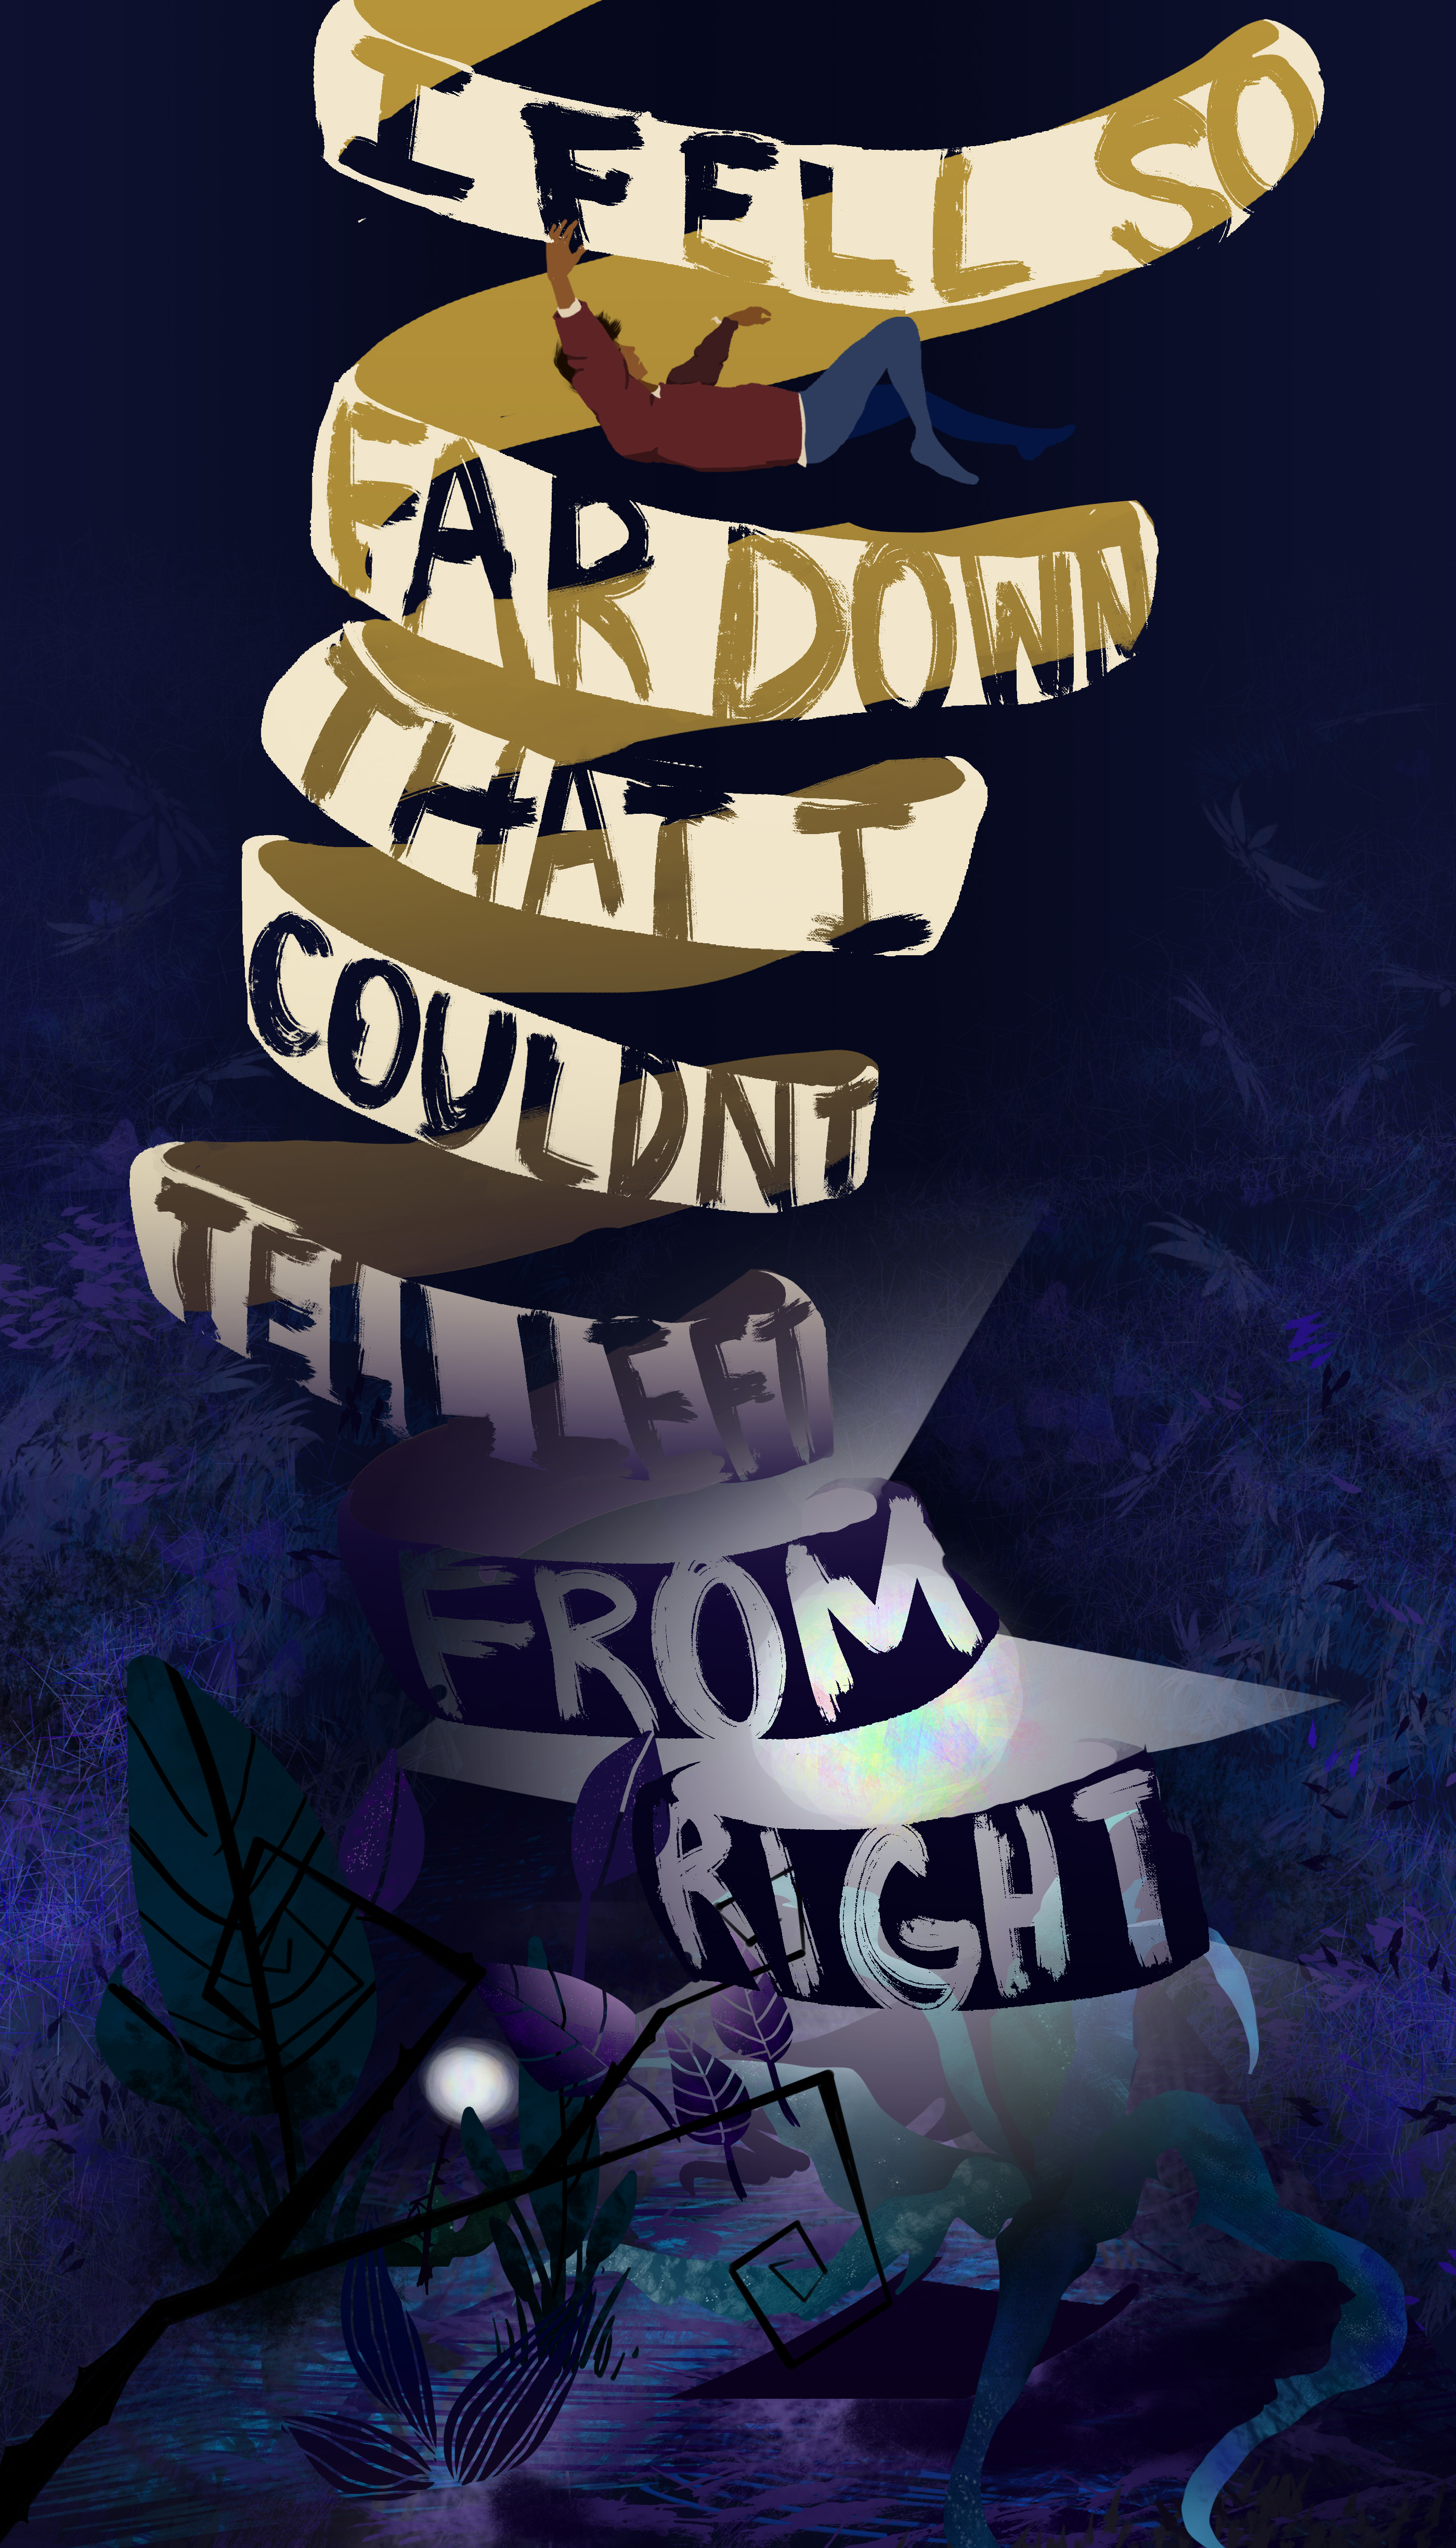 I FELL SO
FAR DOWN
THAT I
COULDNT
TELL LEFT
FROM
RIGHT